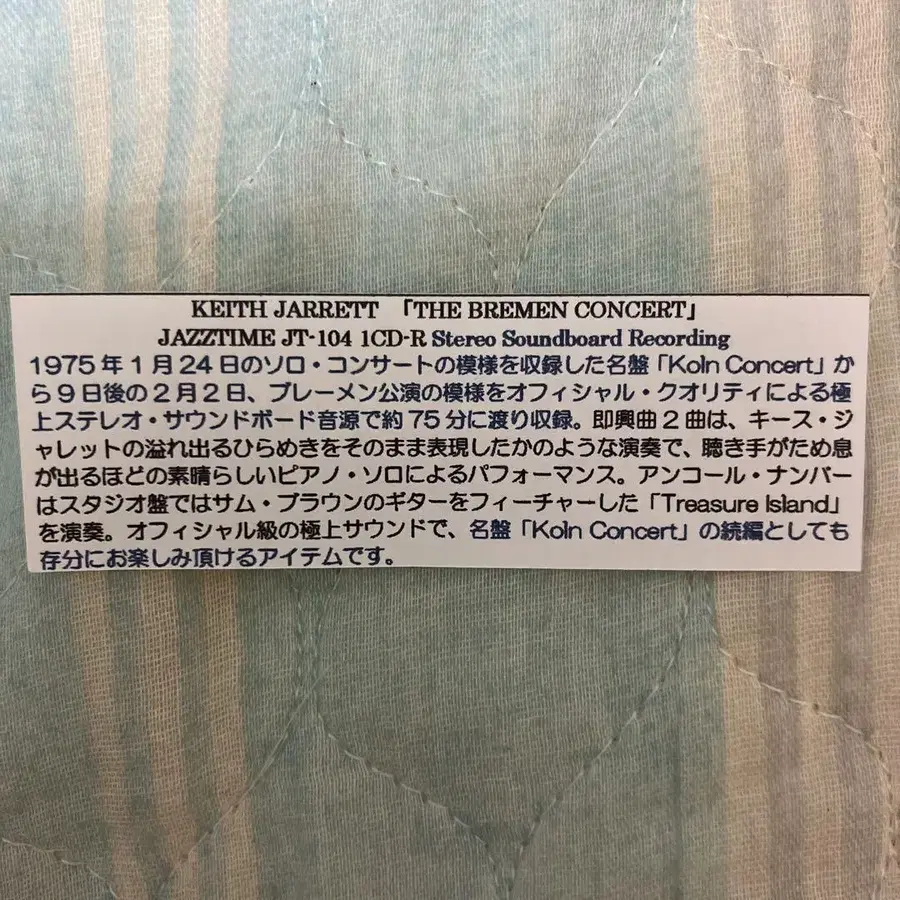 KEITH JARRETT 「THE BREMEN CONCERT」
JAZZTIME JT-104 1CD-R Stereo Soundboard Recording
1975年1月24日のソロ・コンサートの模様を収録した名盤「Koln Concert」か
ら9日後の2月2日、ブレーメン公演の模様をオフィシャル・クオリティによる極
上ステレオ・サウンドボード音源で約75分に渡り収録。即興曲2曲は、キース・ジ
ャレットの溢れ出るひらめきをそのまま表現したかのような演奏で、聴き手がため息
が出るほどの素晴らしいピアノ・ソロによるパフォーマンス。アンコール・ナンバー
はスタジオ盤ではサム・ブラウンのギターをフィーチャーした「Treasure Island」
を演奏。オフィシャル級の極上サウンドで、名盤「Koln Concert」の続編としても
存分にお楽しみ頂けるアイテムです。